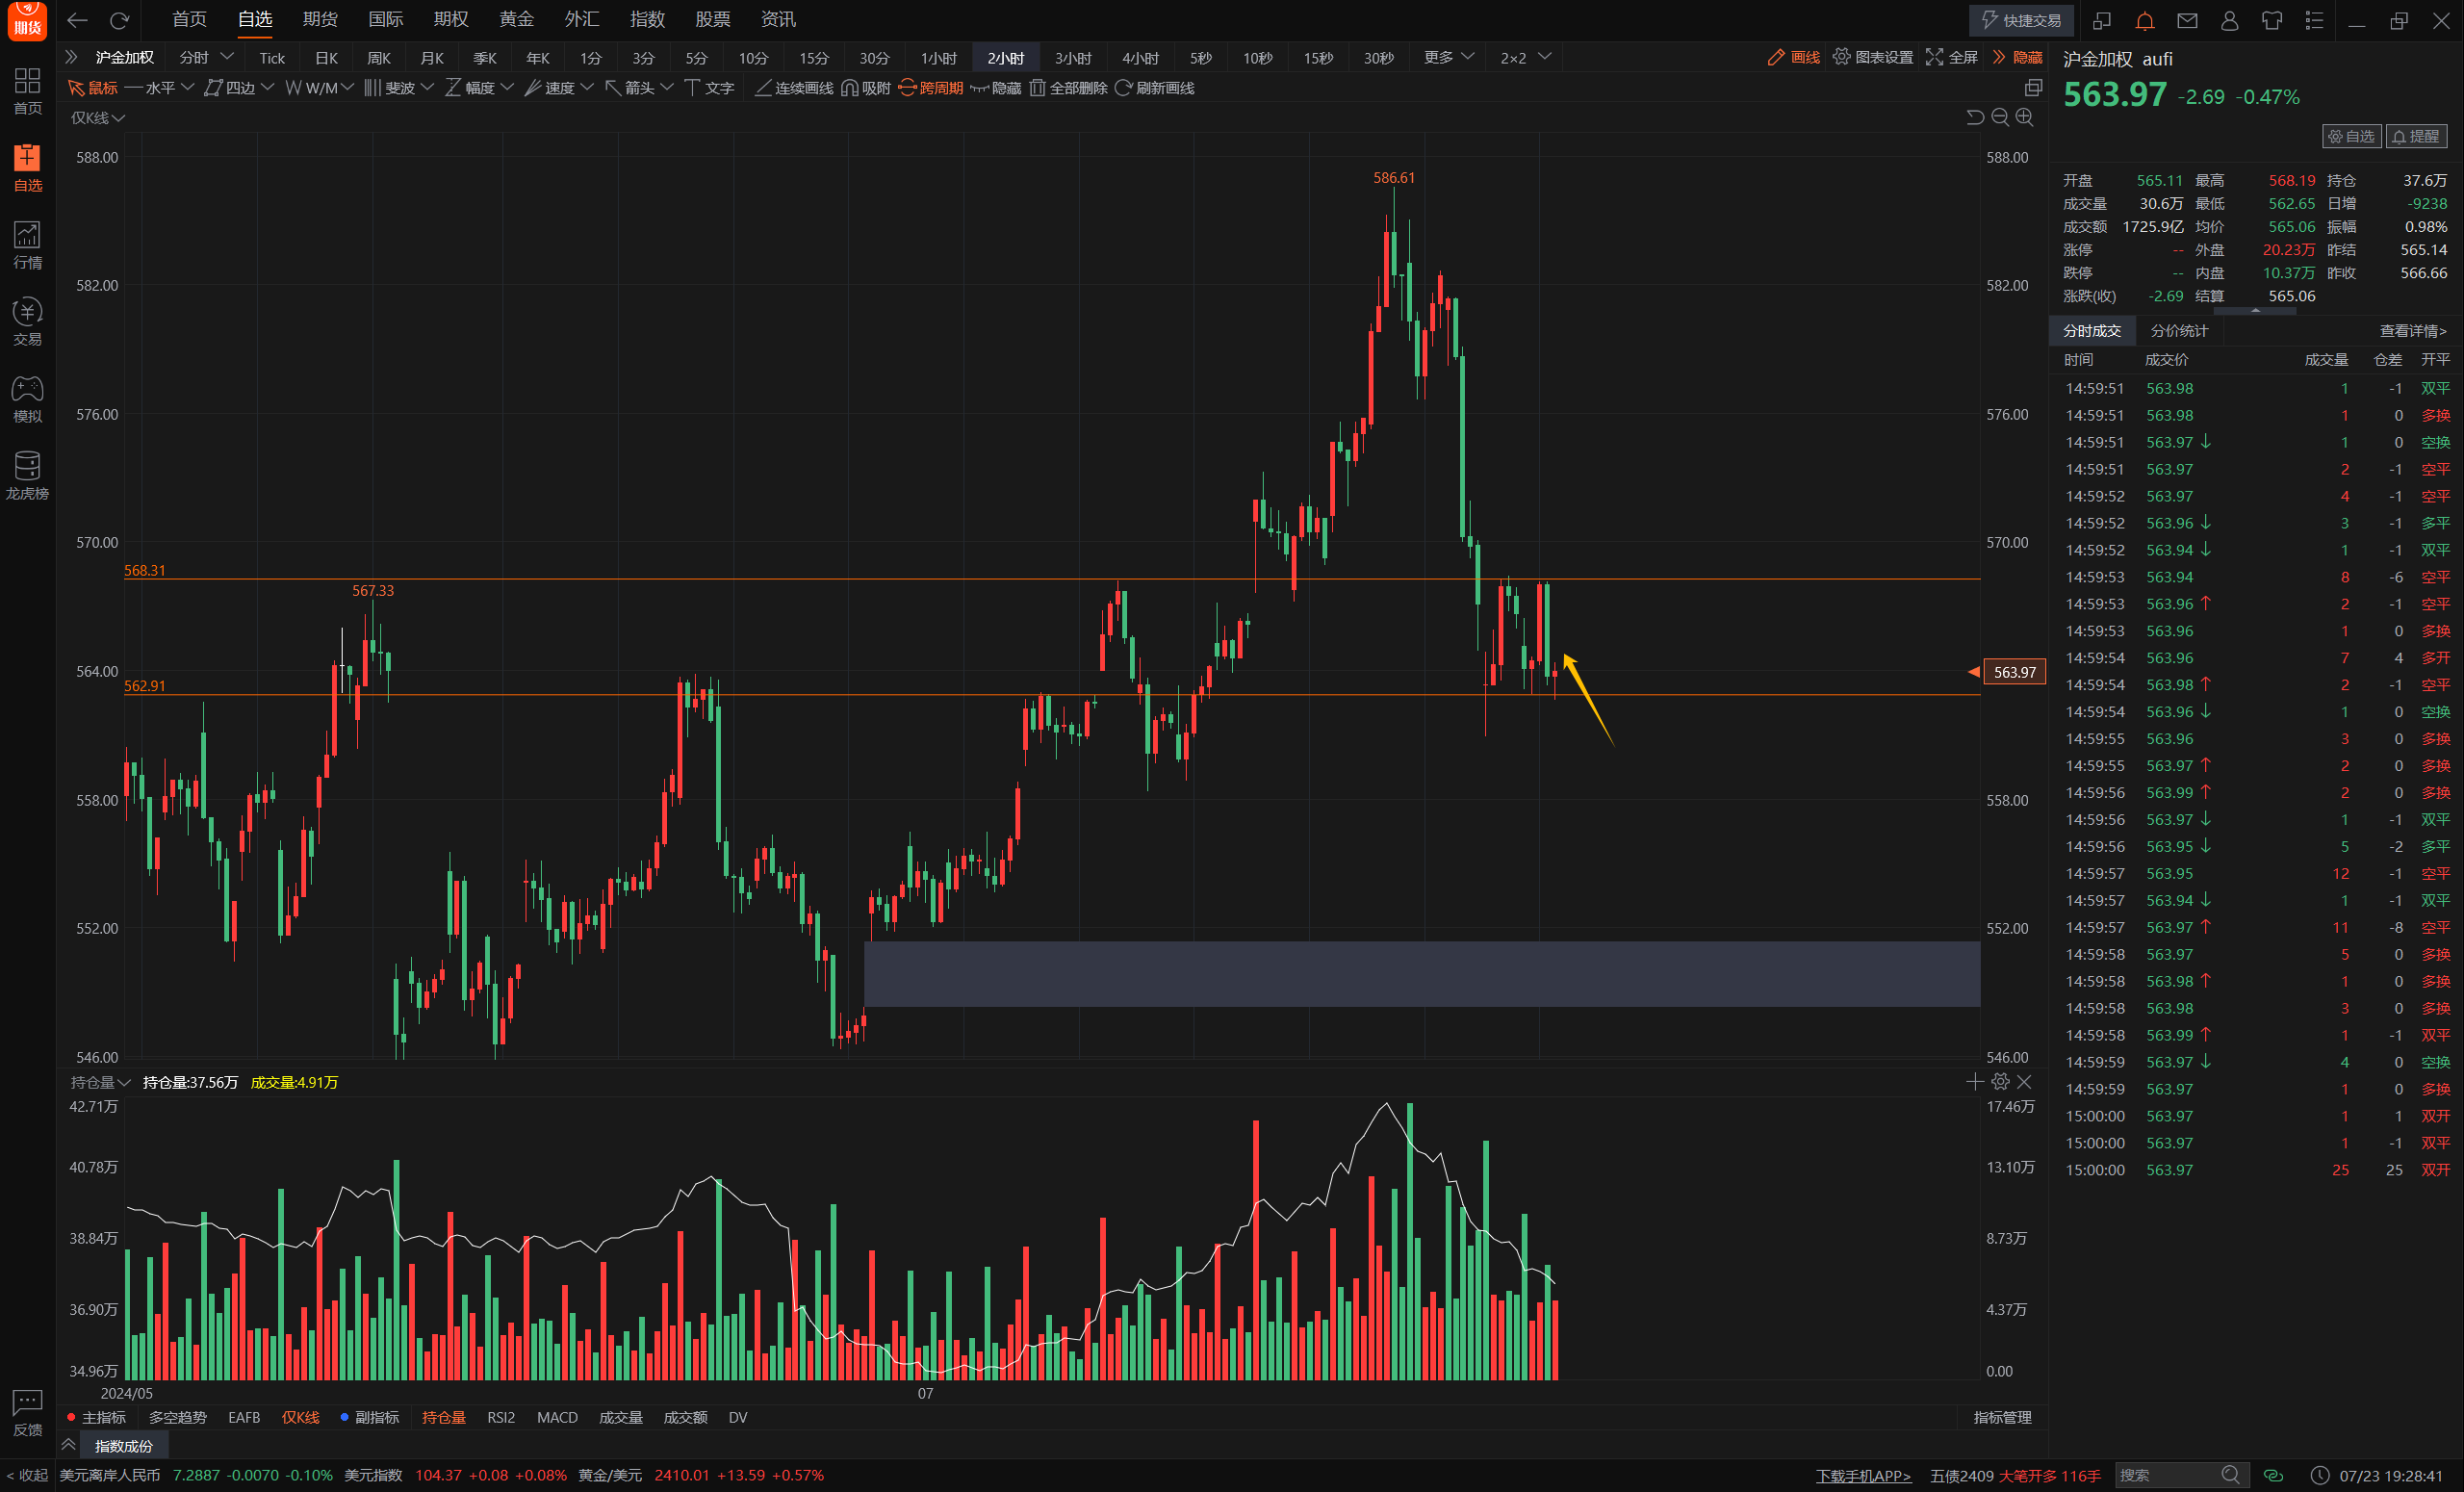 期货 首页 自选 期货 国际 期权 黄金 外汇 指数 股票 资讯 快捷交易
沪金加权 分时 Tick 日K 周K 月K 季K 年K 1分 3分 5分 10分 15分 30分 1小时 2小时 3小时 4小时 5秒 10秒 15秒 30秒 更多 2×2 画线 图表设置 全屏 隐藏
鼠标 水平 四边 W/M 斐波 幅度 速度 箭头 文字 连续画线 吸附 跨周期 隐藏 全部删除 刷新画线
首页
自选
行情
交易
模拟
龙虎榜
反馈
< 收起
仅K线
588.00 588.00
586.61
582.00 582.00
576.00 576.00
570.00 570.00
568.31
567.33
564.00 563.97
562.91
558.00 558.00
552.00 552.00
546.00 546.00
持仓量 持仓量:37.56万 成交量:4.91万
42.71万 17.46万
40.78万 13.10万
38.84万 8.73万
36.90万 4.37万
34.96万 0.00
2024/05 07
主指标 多空趋势 EAFB 仅K线 副指标 持仓量 RSI2 MACD 成交量 成交额 DV 指标管理
指数成份
沪金加权 aufi
563.97 -2.69 -0.47%
自选 提醒
开盘 565.11 最高 568.19 持仓 37.6万
成交量 30.6万 最低 562.65 日增 -9238
成交额 1725.9亿 均价 565.06 振幅 0.98%
涨停 -- 外盘 20.23万 昨结 565.14
跌停 -- 内盘 10.37万 昨收 566.66
涨跌(收) -2.69 结算 565.06
分时成交 分价统计 查看详情>
时间 成交价 成交量 仓差 开平
14:59:51 563.98 1 -1 双平
14:59:51 563.98 1 0 多换
14:59:51 563.97↓ 1 0 空换
14:59:51 563.97 2 -1 空平
14:59:52 563.97 4 -1 空平
14:59:52 563.96↓ 3 -1 多平
14:59:52 563.94↓ 1 -1 双平
14:59:53 563.94 8 -6 空平
14:59:53 563.96↑ 2 -1 空平
14:59:53 563.96 1 0 多换
14:59:54 563.96 7 4 多开
14:59:54 563.98↑ 2 -1 空平
14:59:54 563.96↓ 1 0 空换
14:59:55 563.96 3 0 多换
14:59:55 563.97↑ 2 0 多换
14:59:56 563.99↑ 2 0 多换
14:59:56 563.97↓ 1 -1 双平
14:59:56 563.95↓ 5 -2 多平
14:59:57 563.95 12 -1 空平
14:59:57 563.94↓ 1 -1 双平
14:59:57 563.97↑ 11 -8 空平
14:59:58 563.97 5 0 多换
14:59:58 563.98↑ 1 0 多换
14:59:58 563.98 3 0 多换
14:59:58 563.99↑ 1 -1 双平
14:59:59 563.97↓ 4 0 空换
14:59:59 563.97 1 0 多换
15:00:00 563.97 1 1 双开
15:00:00 563.97 1 -1 双平
15:00:00 563.97 25 25 双开
美元离岸人民币 7.2887 -0.0070 -0.10% 美元指数 104.37 +0.08 +0.08% 黄金/美元 2410.01 +13.59 +0.57% 下载手机APP> 五债2409 大笔开多 116手 搜索 07/23 19:28:41